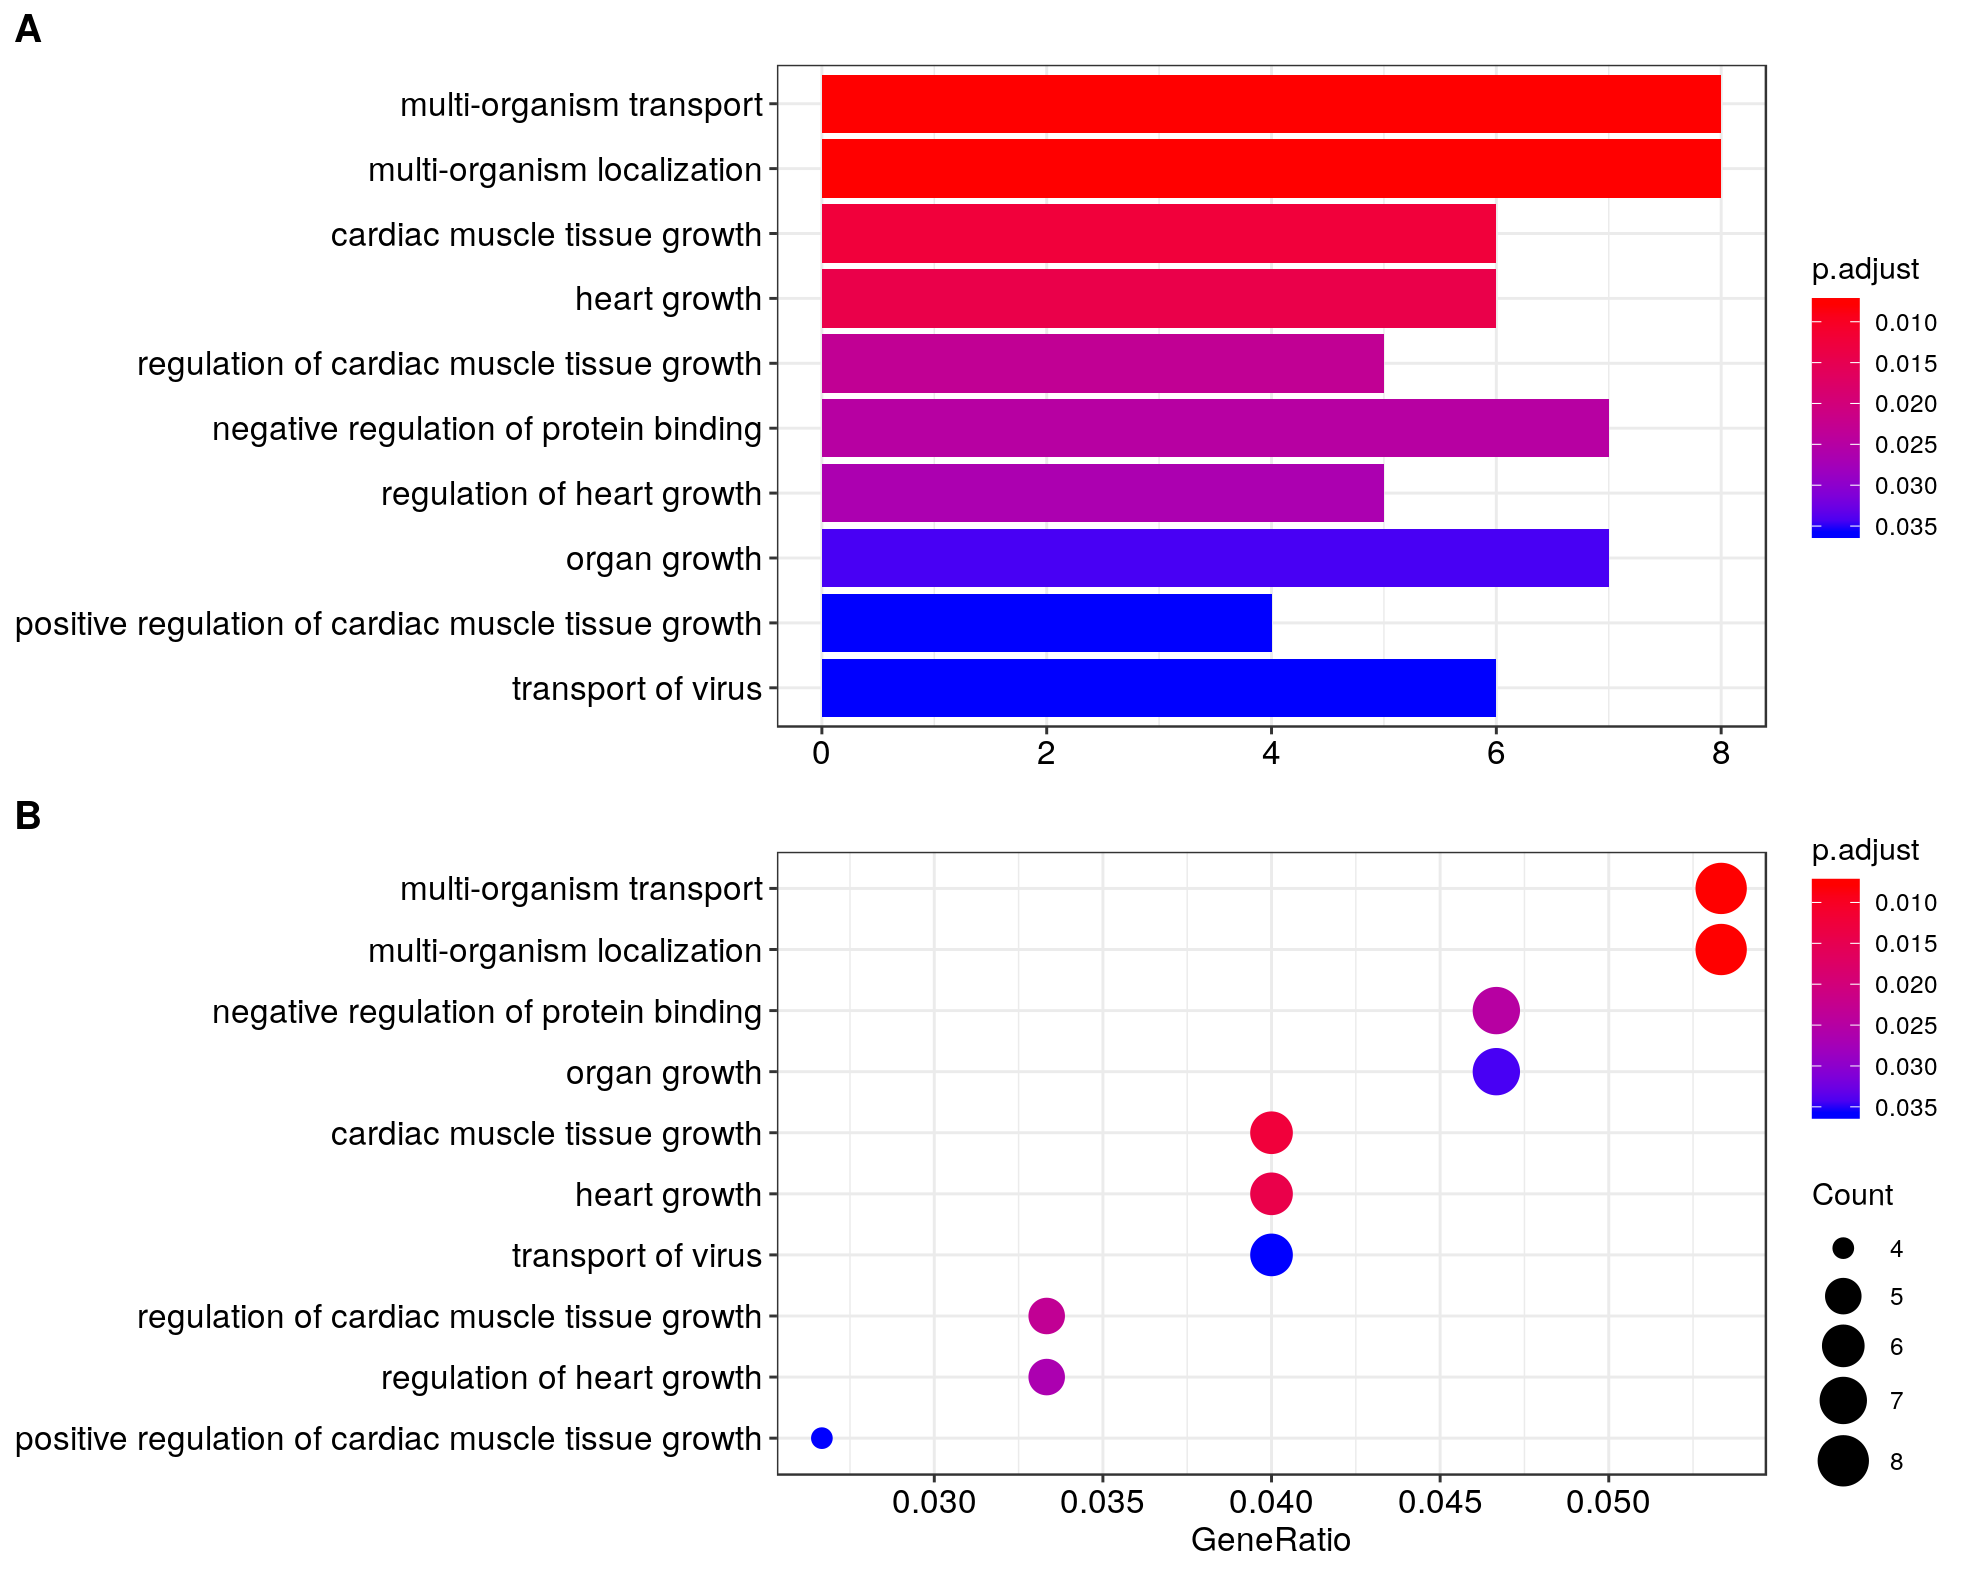 A
multi-organism transport
multi-organism localization
cardiac muscle tissue growth
heart growth
regulation of cardiac muscle tissue growth
negative regulation of protein binding
regulation of heart growth
organ growth
positive regulation of cardiac muscle tissue growth
transport of virus
0 2 4 6 8
p.adjust
0.010
0.015
0.020
0.025
0.030
0.035
B
multi-organism transport
multi-organism localization
negative regulation of protein binding
organ growth
cardiac muscle tissue growth
heart growth
transport of virus
regulation of cardiac muscle tissue growth
regulation of heart growth
positive regulation of cardiac muscle tissue growth
0.030 0.035 0.040 0.045 0.050
GeneRatio
p.adjust
0.010
0.015
0.020
0.025
0.030
0.035
Count
4
5
6
7
8